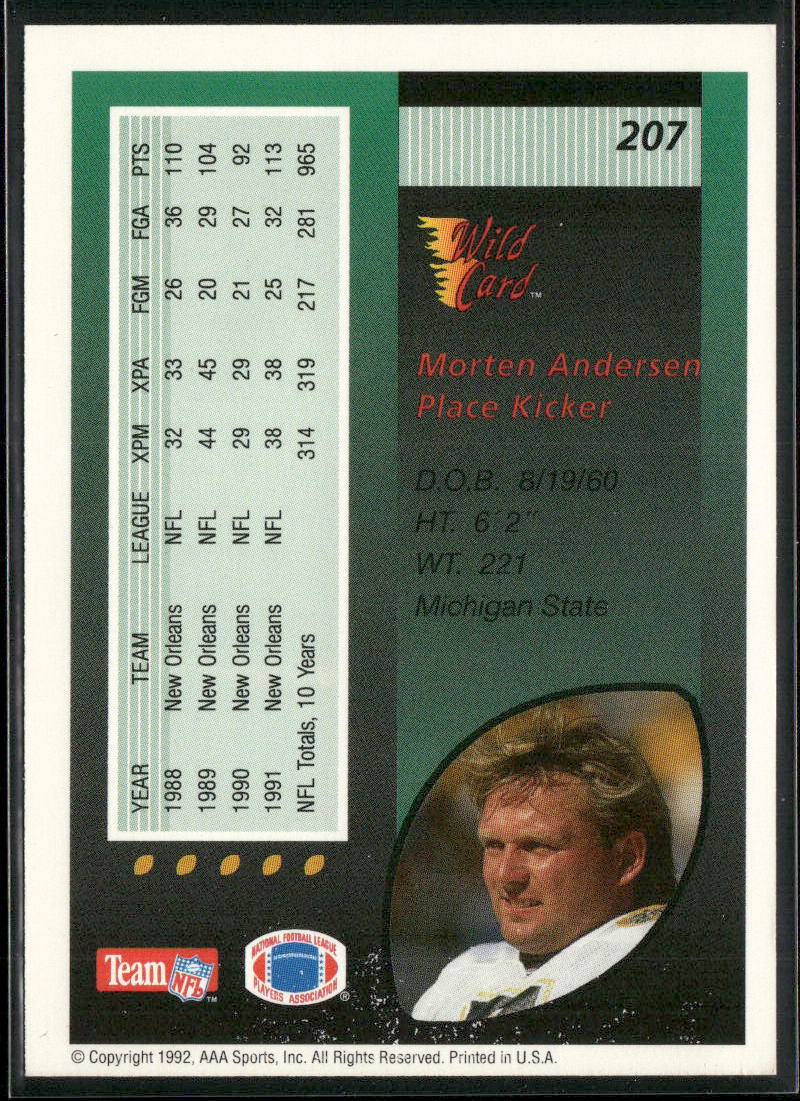 207
Wild
Card™
Morten Andersen
Place Kicker
D.O.B. 8/19/60
HT. 6´2"
WT. 221
Michigan State
YEAR TEAM LEAGUE XPM XPA FGM FGA PTS
1988 New Orleans NFL 32 33 26 36 110
1989 New Orleans NFL 44 45 20 29 104
1990 New Orleans NFL 29 29 21 27 92
1991 New Orleans NFL 38 38 25 32 113
NFL Totals, 10 Years 314 319 217 281 965
Team NFL™
NATIONAL FOOTBALL LEAGUE
PLAYERS ASSOCIATION®
© Copyright 1992, AAA Sports, Inc. All Rights Reserved. Printed in U.S.A.